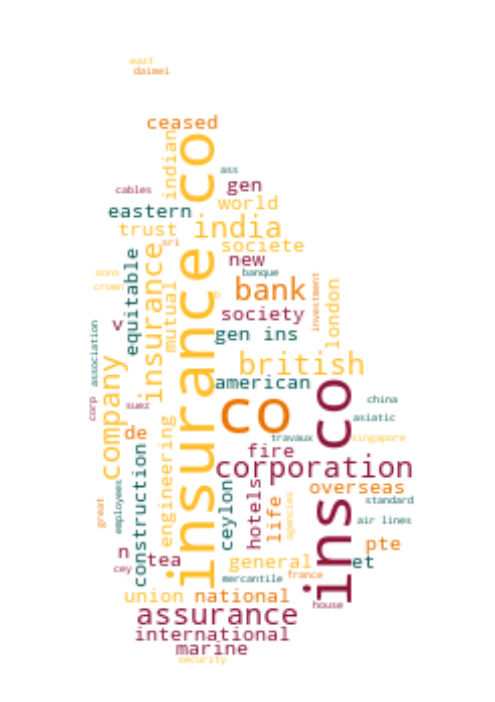 east
daimei
ceased
indian
insurance co
ass
cables
gen
world
eastern
trust
india
sri
societe
new
equitable
insurance
mutual
banque
sons
crown
b
bank
investment
london
v
society
association
gen ins
company
british
american
ins co
corp
suez
co
china
asiatic
de
engineering
travaux
singapore
fire
construction
corporation
employees
great
ceylon
hotels
life
agencies
overseas
standard
air lines
n
tea
cey
pte
general
et
mercantile
france
union
national
house
assurance
international
marine
security